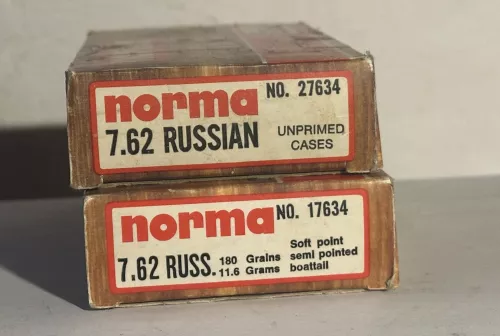 norma NO. 27634
7.62 RUSSIAN UNPRIMED
CASES
norma NO. 17634
7.62 RUSS. 180 Grains Soft point
11.6 Grams semi pointed
boattail